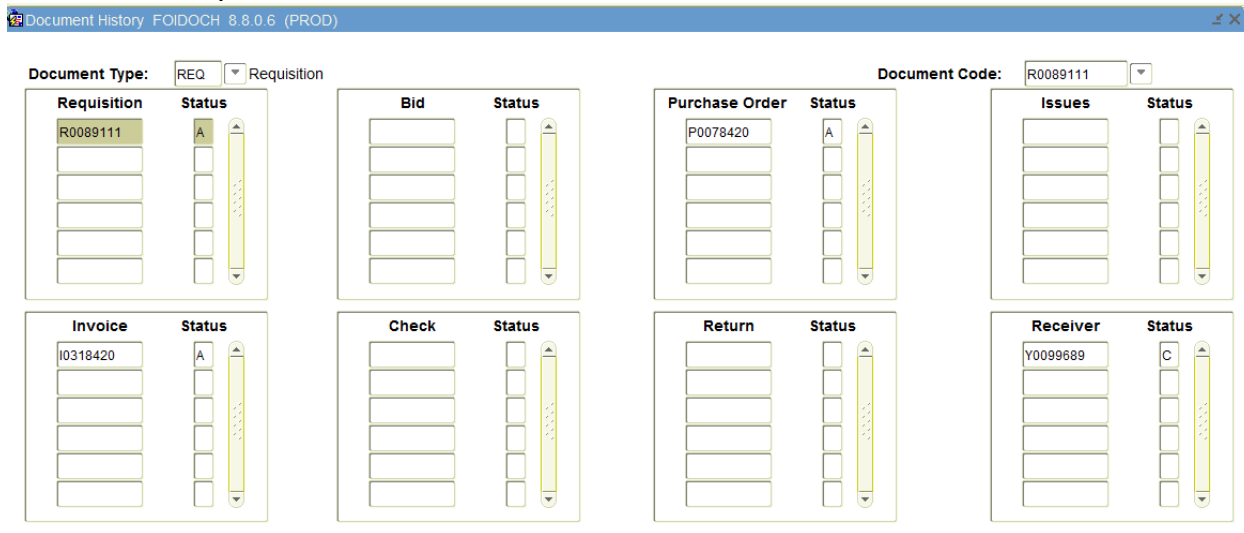 Document History FOIDOCH 8.8.0.6 (PROD)
Document Type: REQ Requisition Document Code: R0089111
Requisition Status Bid Status Purchase Order Status Issues Status
R0089111 A P0078420 A
Invoice Status Check Status Return Status Receiver Status
I0318420 A Y0099689 C